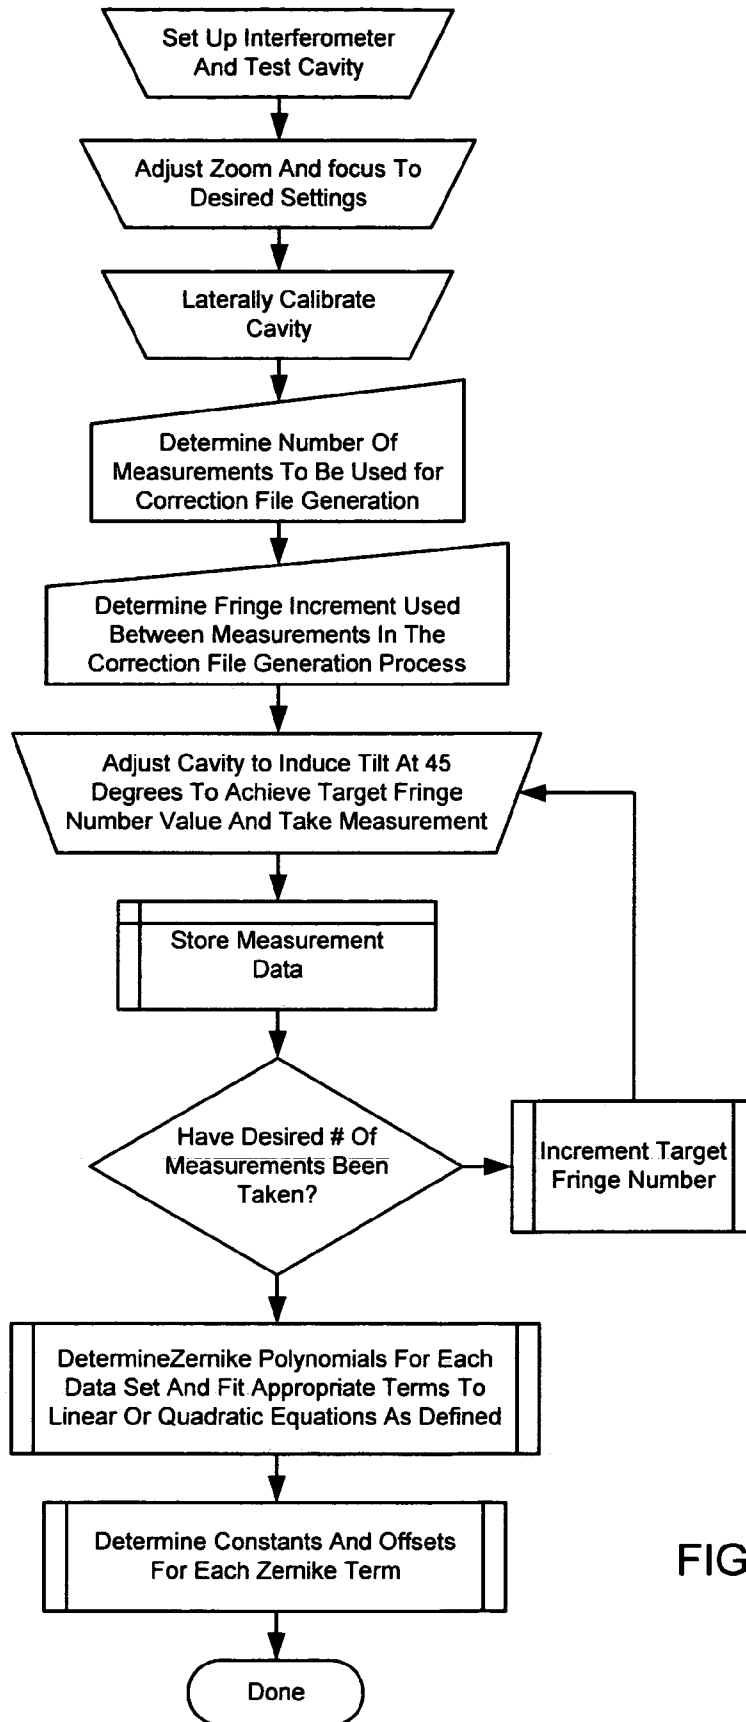 Set Up Interferometer
And Test Cavity
Adjust Zoom And focus To
Desired Settings
Laterally Calibrate
Cavity
Determine Number Of
Measurements To Be Used for
Correction File Generation
Determine Fringe Increment Used
Between Measurements In The
Correction File Generation Process
Adjust Cavity to Induce Tilt At 45
Degrees To Achieve Target Fringe
Number Value And Take Measurement
Store Measurement
Data
Have Desired # Of
Measurements Been
Taken?
Increment Target
Fringe Number
DetermineZernike Polynomials For Each
Data Set And Fit Appropriate Terms To
Linear Or Quadratic Equations As Defined
Determine Constants And Offsets
For Each Zernike Term
FIG
Done